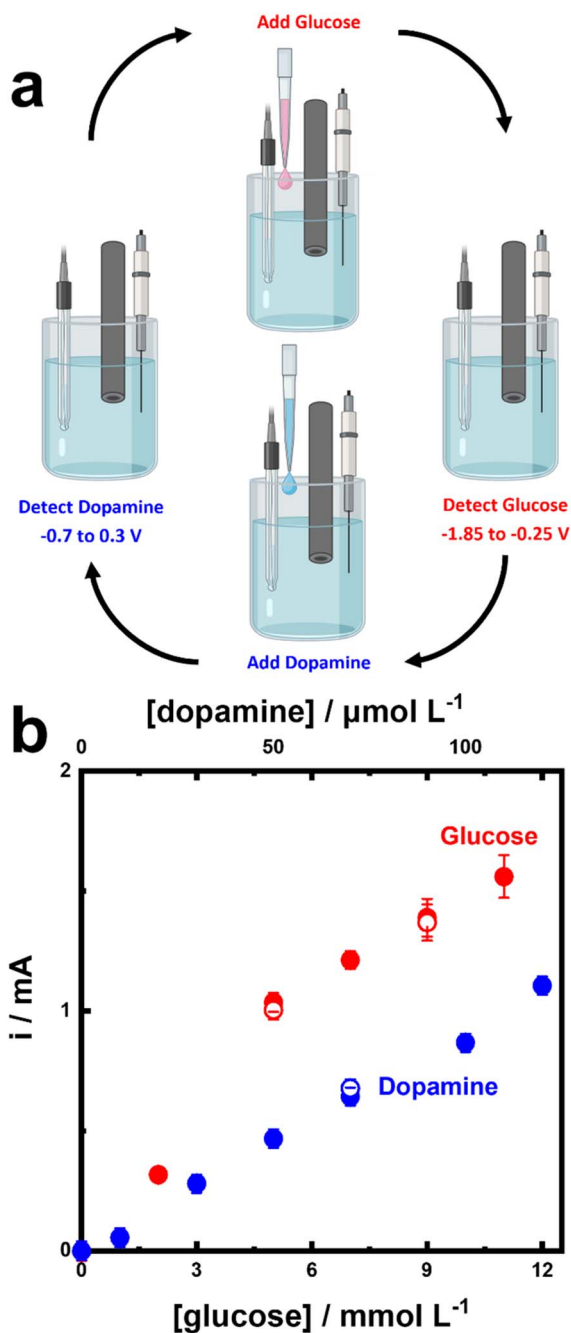 Add Glucose
a
Detect Dopamine
-0.7 to 0.3 V
Detect Glucose
-1.85 to -0.25 V
Add Dopamine
[dopamine] / µmol L⁻¹
b
0 50 100
2
Glucose
i / mA
1
Dopamine
0
0 3 6 9 12
[glucose] / mmol L⁻¹